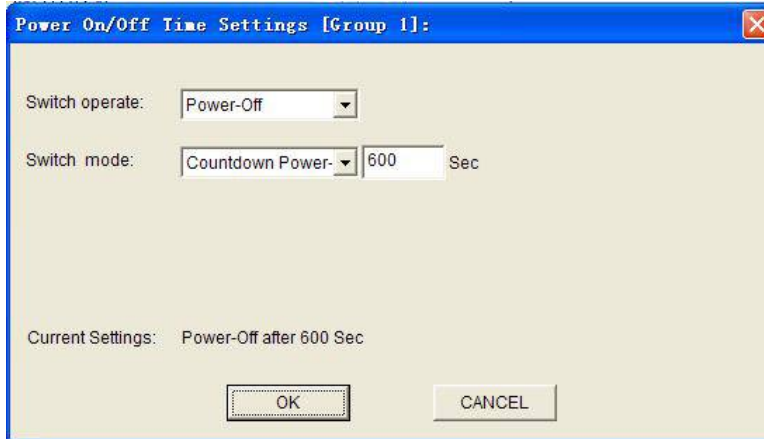 Power On/Off Time Settings [Group 1]:
Switch operate: Power-Off
Switch mode: Countdown Power- 600 Sec
Current Settings: Power-Off after 600 Sec
OK CANCEL